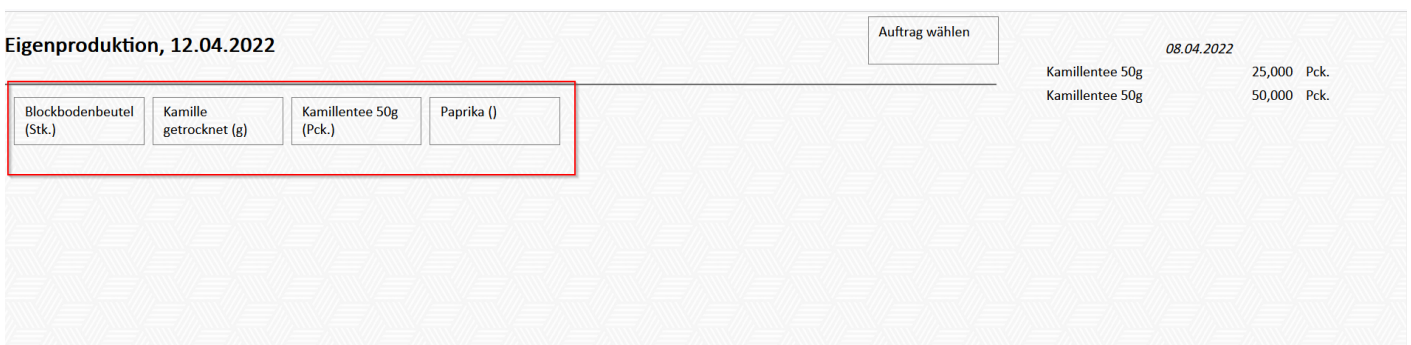 Eigenproduktion, 12.04.2022
Auftrag wählen
Blockbodenbeutel
(Stk.)
Kamille
getrocknet (g)
Kamillentee 50g
(Pck.)
Paprika ()
08.04.2022
Kamillentee 50g 25,000 Pck.
Kamillentee 50g 50,000 Pck.